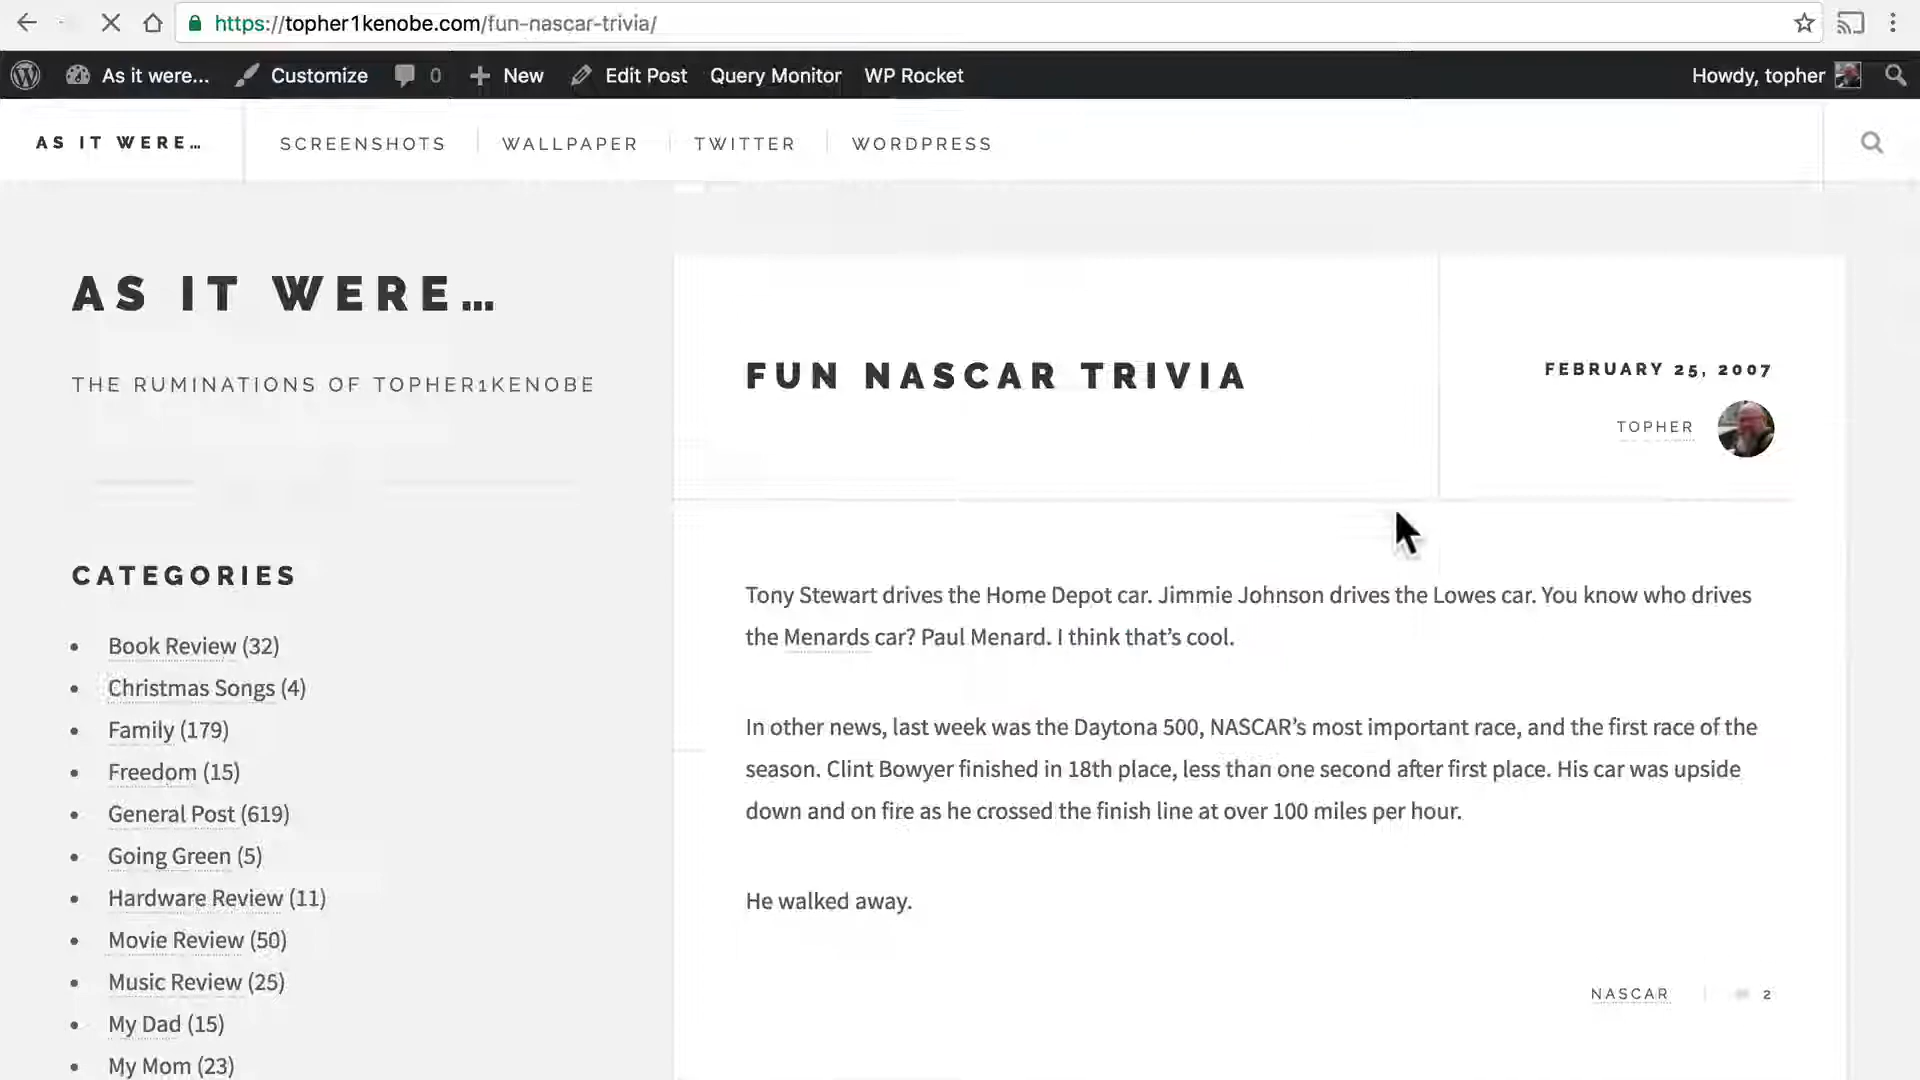 https://topher1kenobe.com/fun-nascar-trivia/
As it were... Customize 0 New Edit Post Query Monitor WP Rocket Howdy, topher
AS IT WERE… SCREENSHOTS WALLPAPER TWITTER WORDPRESS
AS IT WERE…
THE RUMINATIONS OF TOPHER1KENOBE
CATEGORIES
Book Review (32)
Christmas Songs (4)
Family (179)
Freedom (15)
General Post (619)
Going Green (5)
Hardware Review (11)
Movie Review (50)
Music Review (25)
My Dad (15)
My Mom (23)
FUN NASCAR TRIVIA
FEBRUARY 25, 2007
TOPHER
Tony Stewart drives the Home Depot car. Jimmie Johnson drives the Lowes car. You know who drives
the Menards car? Paul Menard. I think that’s cool.
In other news, last week was the Daytona 500, NASCAR’s most important race, and the first race of the
season. Clint Bowyer finished in 18th place, less than one second after first place. His car was upside
down and on fire as he crossed the finish line at over 100 miles per hour.
He walked away.
NASCAR 2